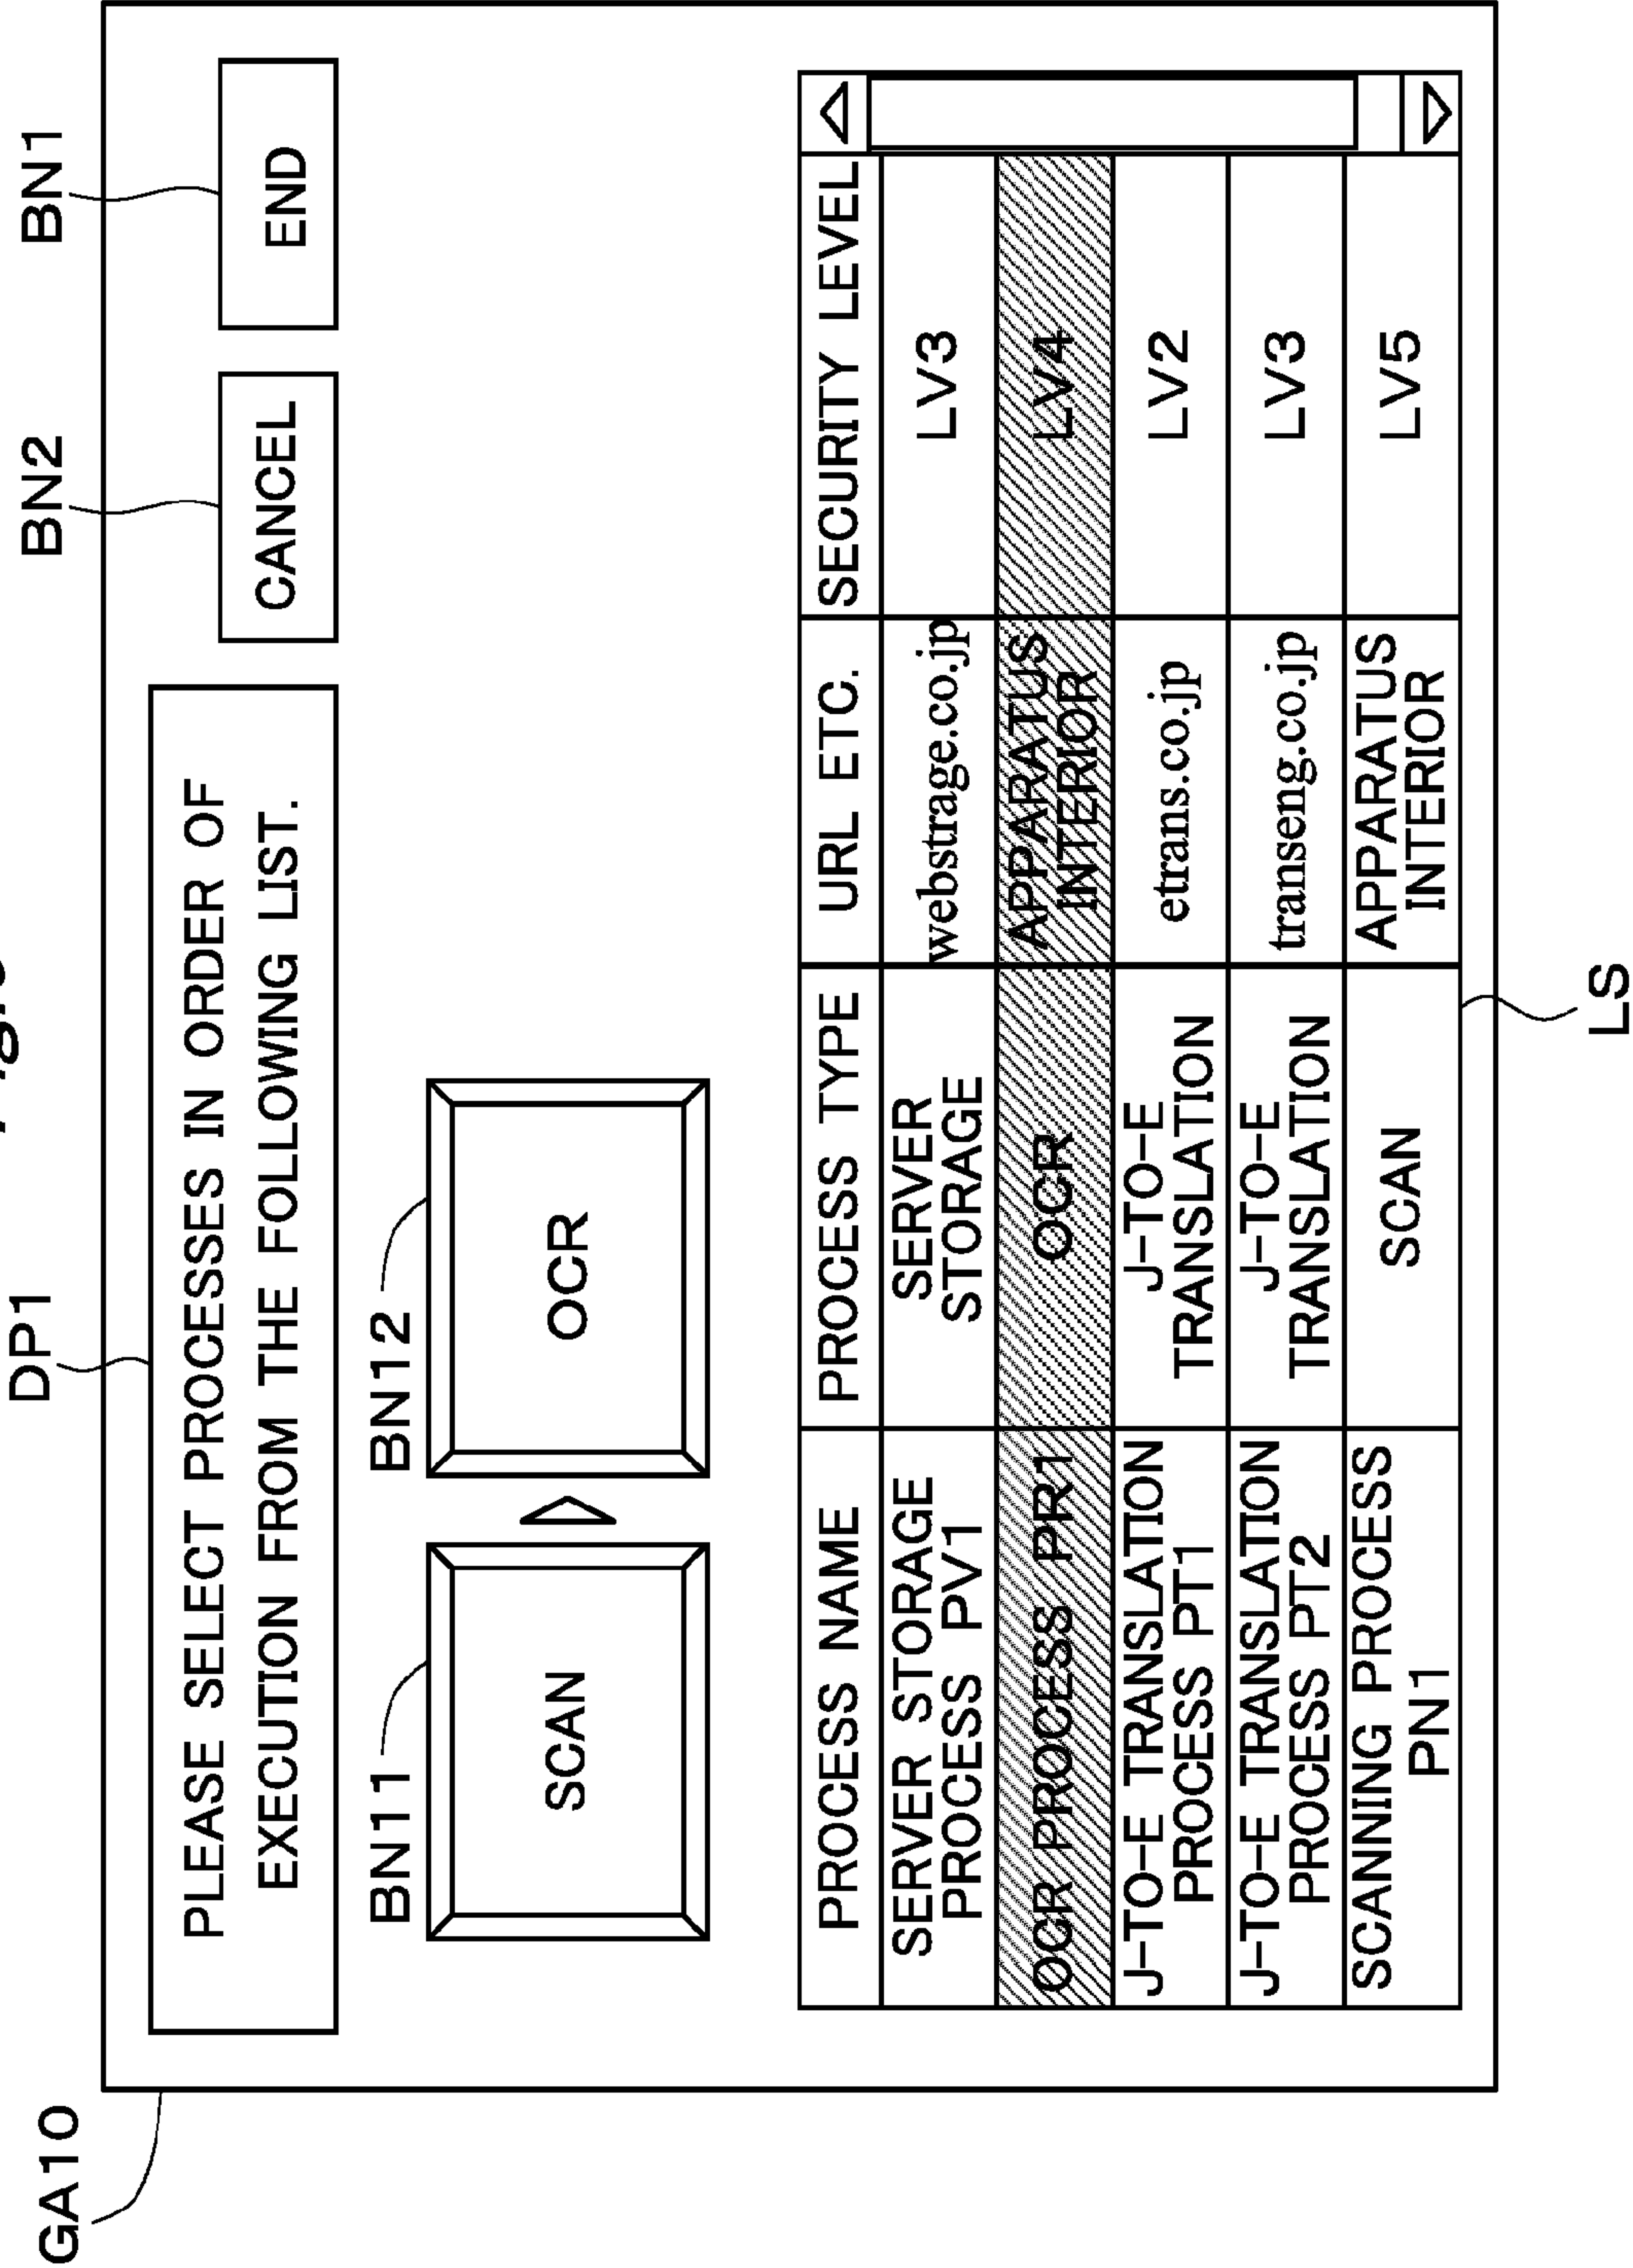 GA10
DP1
BN2
BN1
PLEASE SELECT PROCESSES IN ORDER OF
EXECUTION FROM THE FOLLOWING LIST.
CANCEL
END
BN11
BN12
SCAN
OCR
PROCESS NAME
PROCESS TYPE
URL ETC.
SECURITY LEVEL
SERVER STORAGE
PROCESS PV1
SERVER
STORAGE
webstrage.co.jp
LV3
OCR PROCESS PR1
OCR
APPARATUS
INTERIOR
LV4
J-TO-E TRANSLATION
PROCESS PT1
J-TO-E
TRANSLATION
etrans.co.jp
LV2
J-TO-E TRANSLATION
PROCESS PT2
J-TO-E
TRANSLATION
transeng.co.jp
LV3
SCANNING PROCESS
PN1
SCAN
APPARATUS
INTERIOR
LV5
LS